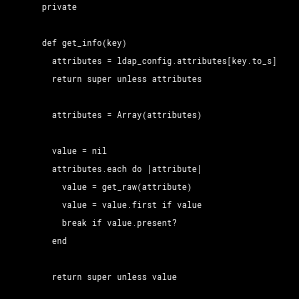 private
def get_info(key)
attributes = ldap_config.attributes[key.to_s]
return super unless attributes
attributes = Array(attributes)
value = nil
attributes.each do |attribute|
value = get_raw(attribute)
value = value.first if value
break if value.present?
end
return super unless value